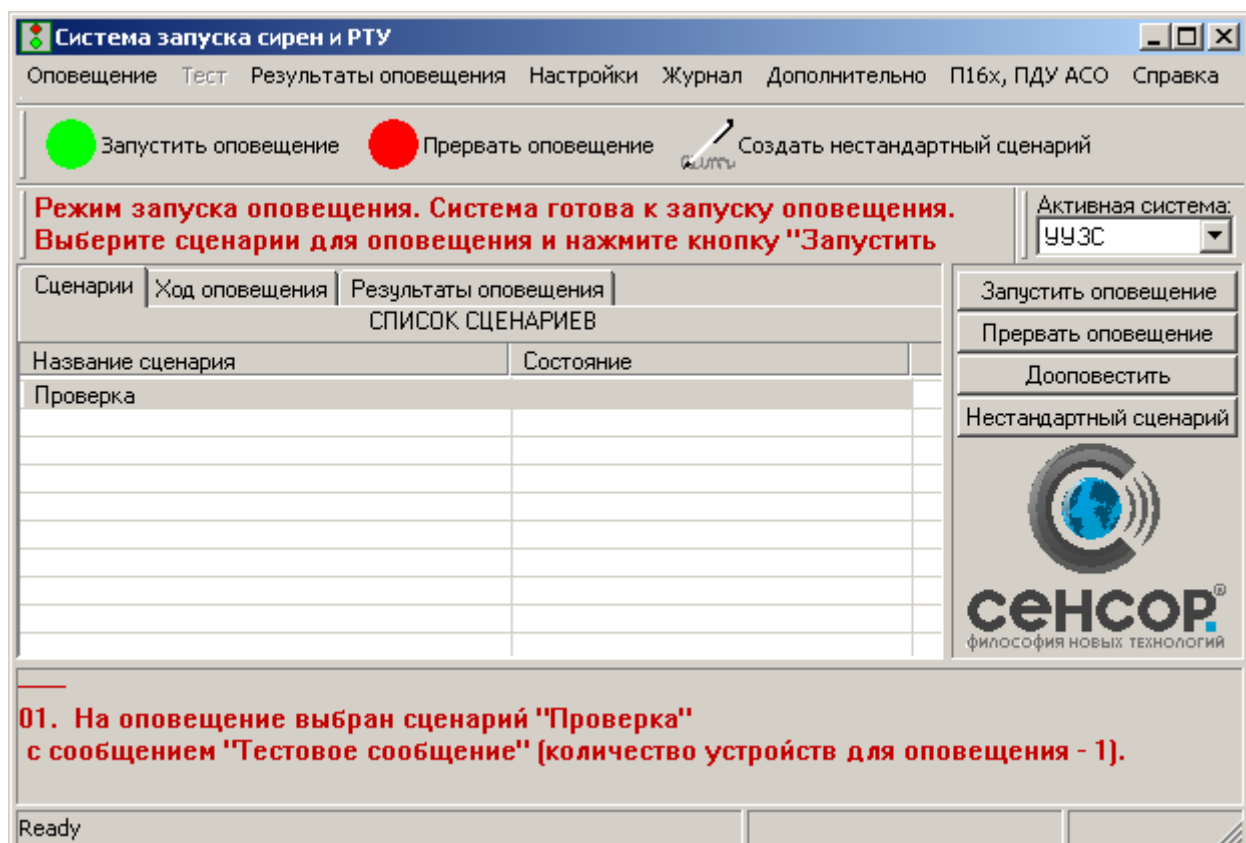 Система запуска сирен и РТУ
Оповещение Тест Результаты оповещения Настройки Журнал Дополнительно П16х, ПДУ АСО Справка
Запустить оповещение Прервать оповещение Создать нестандартный сценарий
Режим запуска оповещения. Система готова к запуску оповещения.
Выберите сценарии для оповещения и нажмите кнопку "Запустить
Активная система:
УУЗС
Сценарии Ход оповещения Результаты оповещения
СПИСОК СЦЕНАРИЕВ
Название сценария Состояние
Проверка
Запустить оповещение
Прервать оповещение
Дооповестить
Нестандартный сценарий
сенсор®
философия новых технологий
01. На оповещение выбран сценарий "Проверка"
с сообщением "Тестовое сообщение" (количество устройств для оповещения - 1).
Ready